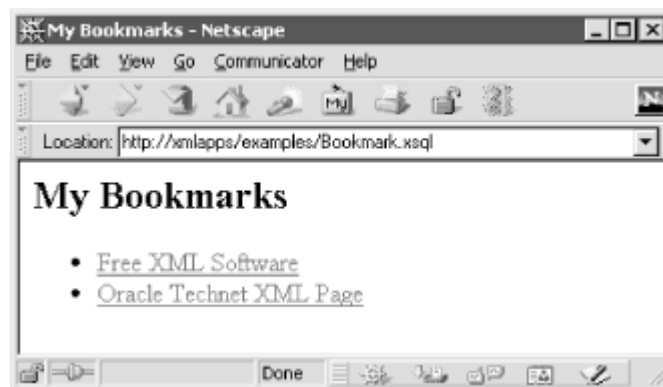 My Bookmarks - Netscape
File Edit View Go Communicator Help
My
N
Location: http://xmlapps/examples/Bookmark.xsql
My Bookmarks
• Free XML Software
• Oracle Technet XML Page
Done